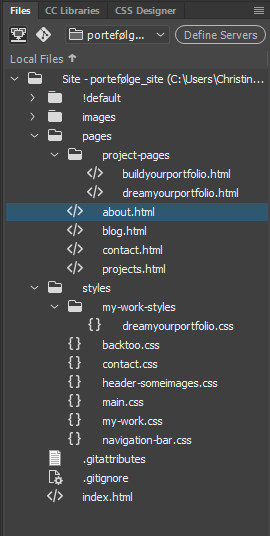 Files CC Libraries CSS Designer
portefølg... Define Servers
Local Files
Site - portefølge_site (C:\Users\Christin...
!default
images
pages
project-pages
buildyourportfolio.html
dreamyourportfolio.html
about.html
blog.html
contact.html
projects.html
styles
my-work-styles
dreamyourportfolio.css
backtoo.css
contact.css
header-someimages.css
main.css
my-work.css
navigation-bar.css
.gitattributes
.gitignore
index.html